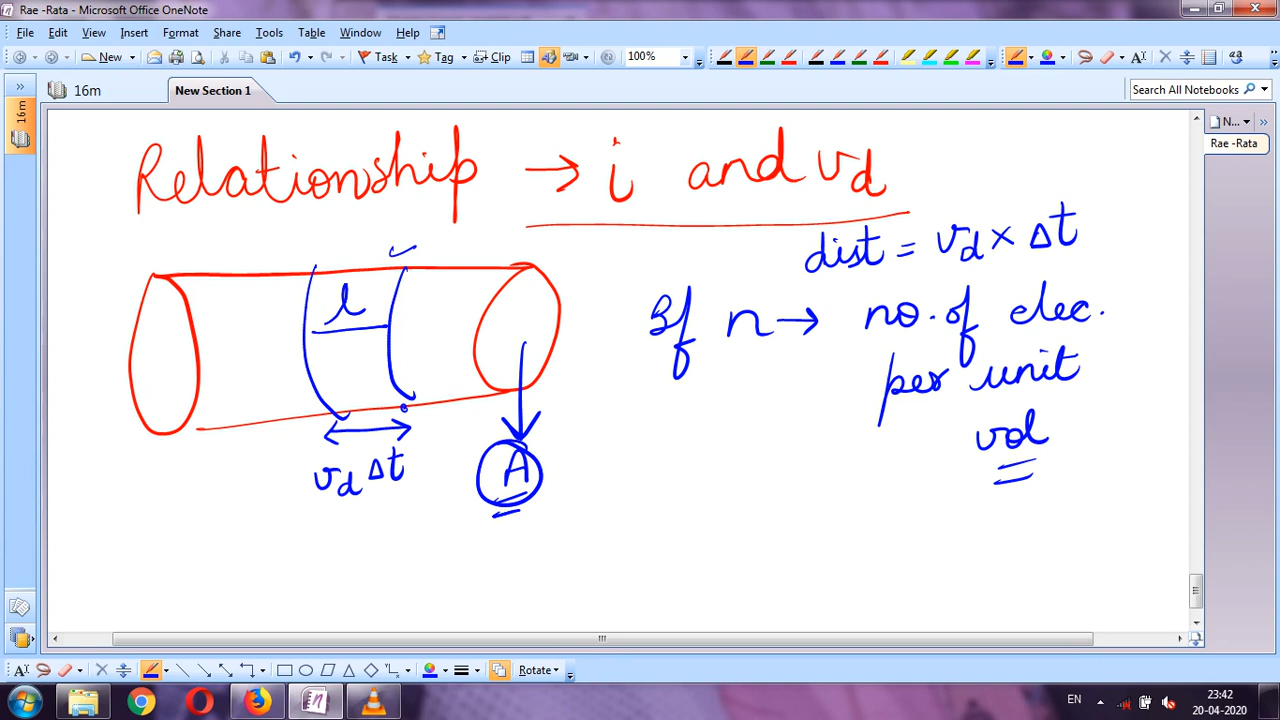 Rae -Rata - Microsoft Office OneNote
File Edit View Insert Format Share Tools Table Window Help
New Task Tag Clip 100%
16m New Section 1 Search All Notebooks
16m
N...
Rae -Rata
Relationship → i and vd
dist = vd × Δt
l
If n → no. of elec.
per unit
vol
vd Δt
A
Rotate
EN 23:42
20-04-2020